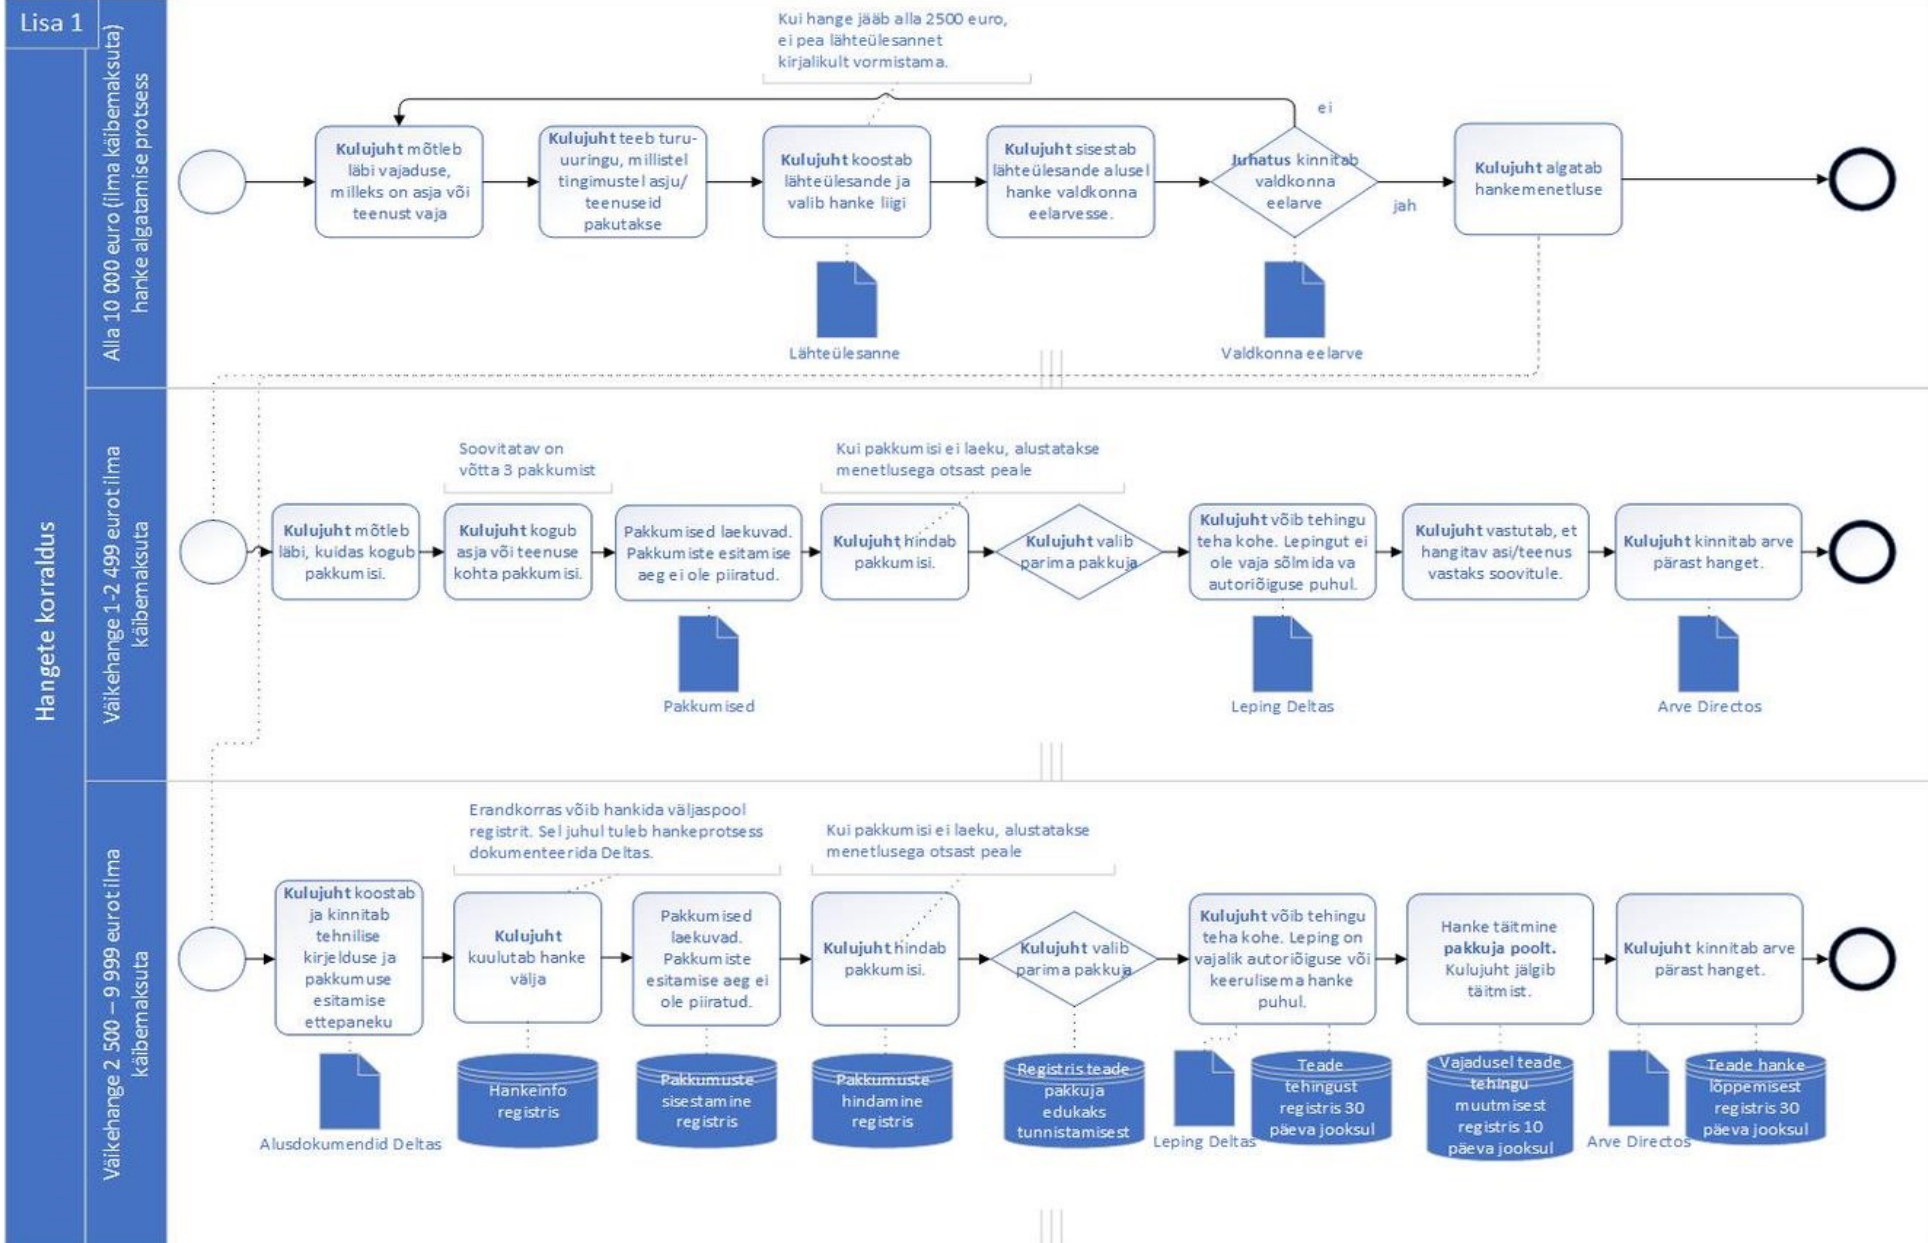 Lisa 1
Hangete korraldus
Alla 10 000 euro (ilma käibemaksuta)
hanke algatamise protsess
Kui hange jääb alla 2500 euro,
ei pea lähteülesannet
kirjalikult vormistama.
Kulujuht mõtleb
läbi vajaduse,
milleks on asja või
teenust vaja
Kulujuht teeb turu-
uuringu, millistel
tingimustel asju/
teenuseid
pakutakse
Kulujuht koostab
lähteülesande ja
valib hanke liigi
Kulujuht sisestab
lähteülesande alusel
hanke valdkonna
eelarvesse.
Juhatus kinnitab
valdkonna
eelarve
ei
jah
Kulujuht algatab
hankemenetluse
Lähteülesanne
Valdkonna eelarve
Väikehange 1-2 499 eurot ilma
käibemaksuta
Soovitatav on
võtta 3 pakkumist
Kui pakkumisi ei laeku, alustatakse
menetlusega otsast peale
Kulujuht mõtleb
läbi, kuidas kogub
pakkumisi.
Kulujuht kogub
asja või teenuse
kohta pakkumisi.
Pakkumised laekuvad.
Pakkumiste esitamise
aeg ei ole piiratud.
Kulujuht hindab
pakkumisi.
Kulujuht valib
parima pakkuja
Kulujuht võib tehingu
teha kohe. Lepingut ei
ole vaja sõlmida va
autoriõiguse puhul.
Kulujuht vastutab, et
hangitav asi/teenus
vastaks soovitule.
Kulujuht kinnitab arve
pärast hanget.
Pakkumised
Leping Deltas
Arve Directos
Väikehange 2 500 – 9 999 eurot ilma
käibemaksuta
Erandkorras võib hankida väljaspool
registrit. Sel juhul tuleb hankeprotsess
dokumenteerida Deltas.
Kui pakkumisi ei laeku, alustatakse
menetlusega otsast peale
Kulujuht koostab
ja kinnitab
tehnilise
kirjelduse ja
pakkumuse
esitamise
ettepaneku
Kulujuht
kuulutab hanke
välja
Pakkumised
laekuvad.
Pakkumiste
esitamise aeg ei
ole piiratud.
Kulujuht hindab
pakkumisi.
Kulujuht valib
parima pakkuja
Kulujuht võib tehingu
teha kohe. Leping on
vajalik autoriõiguse või
keerulisema hanke
puhul.
Hanke täitmine
pakkuja poolt.
Kulujuht jälgib
täitmist.
Kulujuht kinnitab arve
pärast hanget.
Alusdokumendid Deltas
Hankeinfo
registris
Pakkumuste
sisestamine
registris
Pakkumuste
hindamine
registris
Registris teade
pakkuja
edukaks
tunnistamisest
Leping Deltas
Teade
tehingust
registris 30
päeva jooksul
Vajadusel teade
tehingu
muutmisest
registris 10
päeva jooksul
Arve Directos
Teade hanke
lõppemisest
registris 30
päeva jooksul